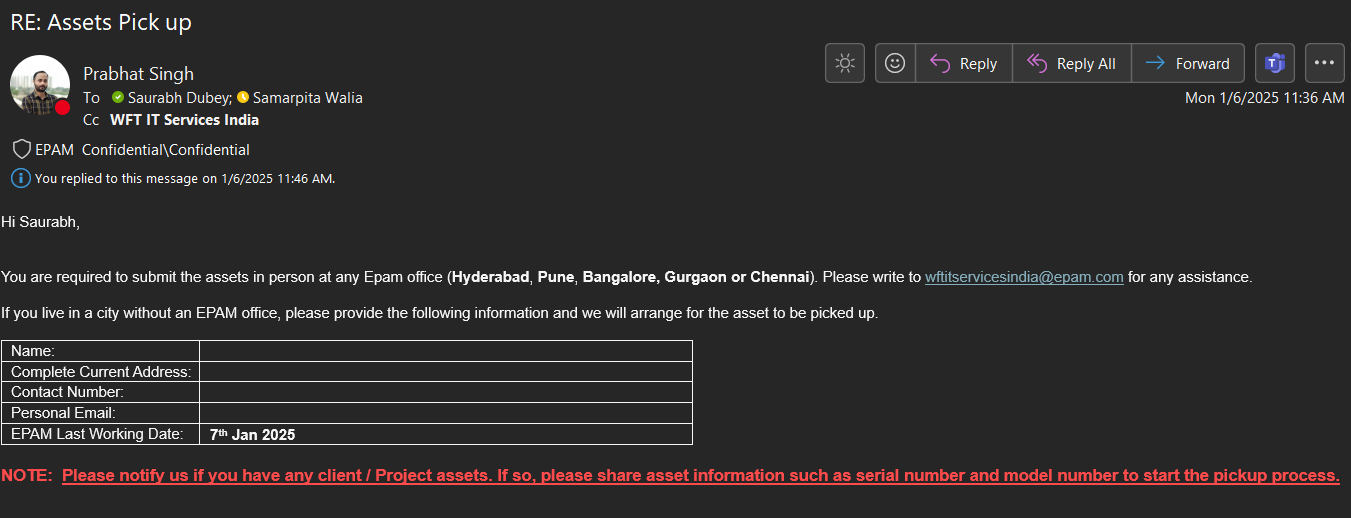 RE: Assets Pick up
Prabhat Singh
Reply
Reply All
Forward
To Saurabh Dubey; Samarpita Walia
Mon 1/6/2025 11:36 AM
Cc WFT IT Services India
EPAM Confidential\Confidential
You replied to this message on 1/6/2025 11:46 AM.
Hi Saurabh,
You are required to submit the assets in person at any Epam office (Hyderabad, Pune, Bangalore, Gurgaon or Chennai). Please write to wftitservicesindia@epam.com for any assistance.
If you live in a city without an EPAM office, please provide the following information and we will arrange for the asset to be picked up.
Name:
Complete Current Address:
Contact Number:
Personal Email:
EPAM Last Working Date: 7th Jan 2025
NOTE: Please notify us if you have any client / Project assets. If so, please share asset information such as serial number and model number to start the pickup process.